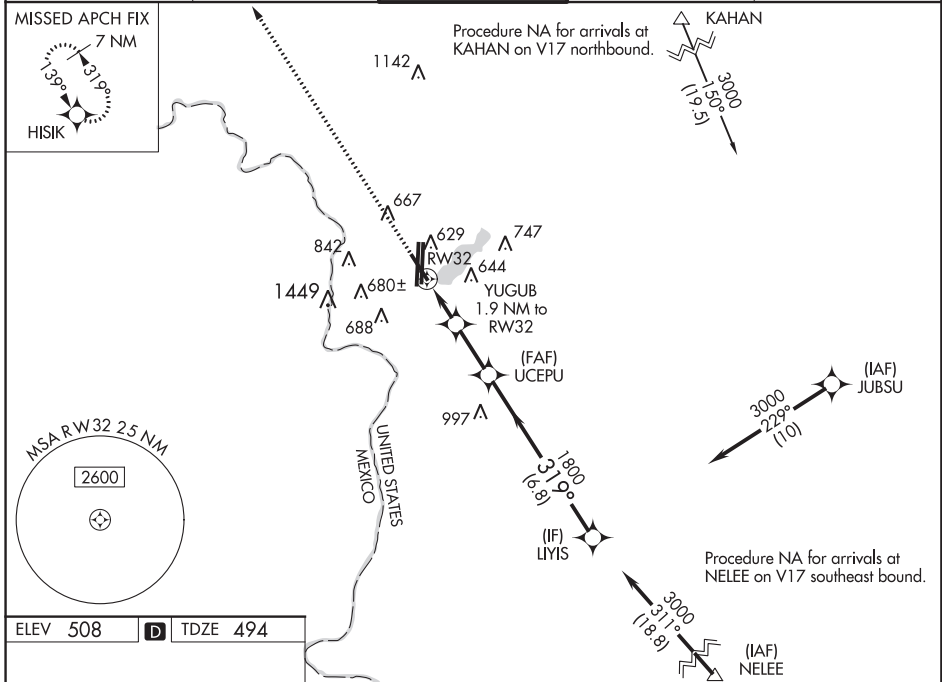 MISSED APCH FIX
7 NM
139°
319°
HISIK
Procedure NA for arrivals at
KAHAN on V17 northbound.
KAHAN
3000
150°
(19.5)
1142
667
629
747
842
RW32
644
1449
680±
688
YUGUB
1.9 NM to
RW32
(FAF)
UCEPU
997
(IAF)
JUBSU
3000
229°
(10)
MSA RW32 25 NM
2600
UNITED STATES
MEXICO
1800
319°
(6.8)
(IF)
LIYIS
Procedure NA for arrivals at
NELEE on V17 southeast bound.
3000
311°
(18.8)
(IAF)
NELEE
ELEV 508 D TDZE 494